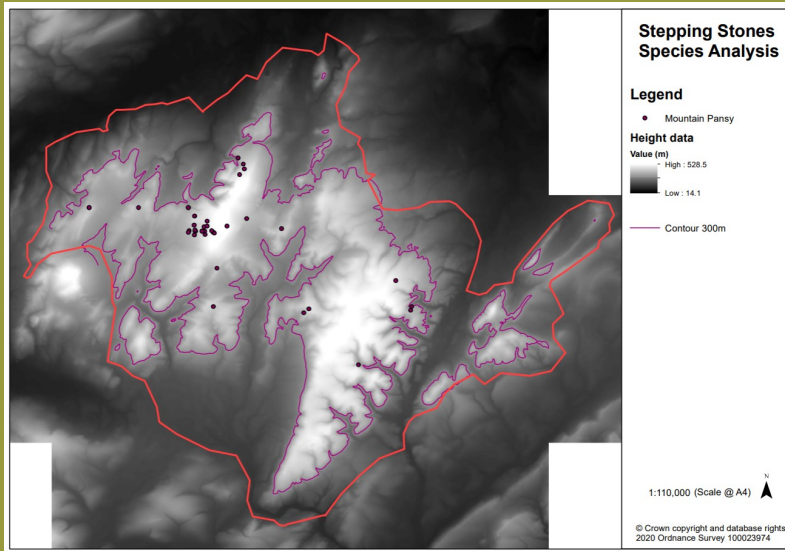 Stepping Stones
Species Analysis
Legend
Mountain Pansy
Height data
Value (m)
High : 528.5
Low : 14.1
Contour 300m
1:110,000 (Scale @ A4)
N
© Crown copyright and database rights
2020 Ordnance Survey 100023974